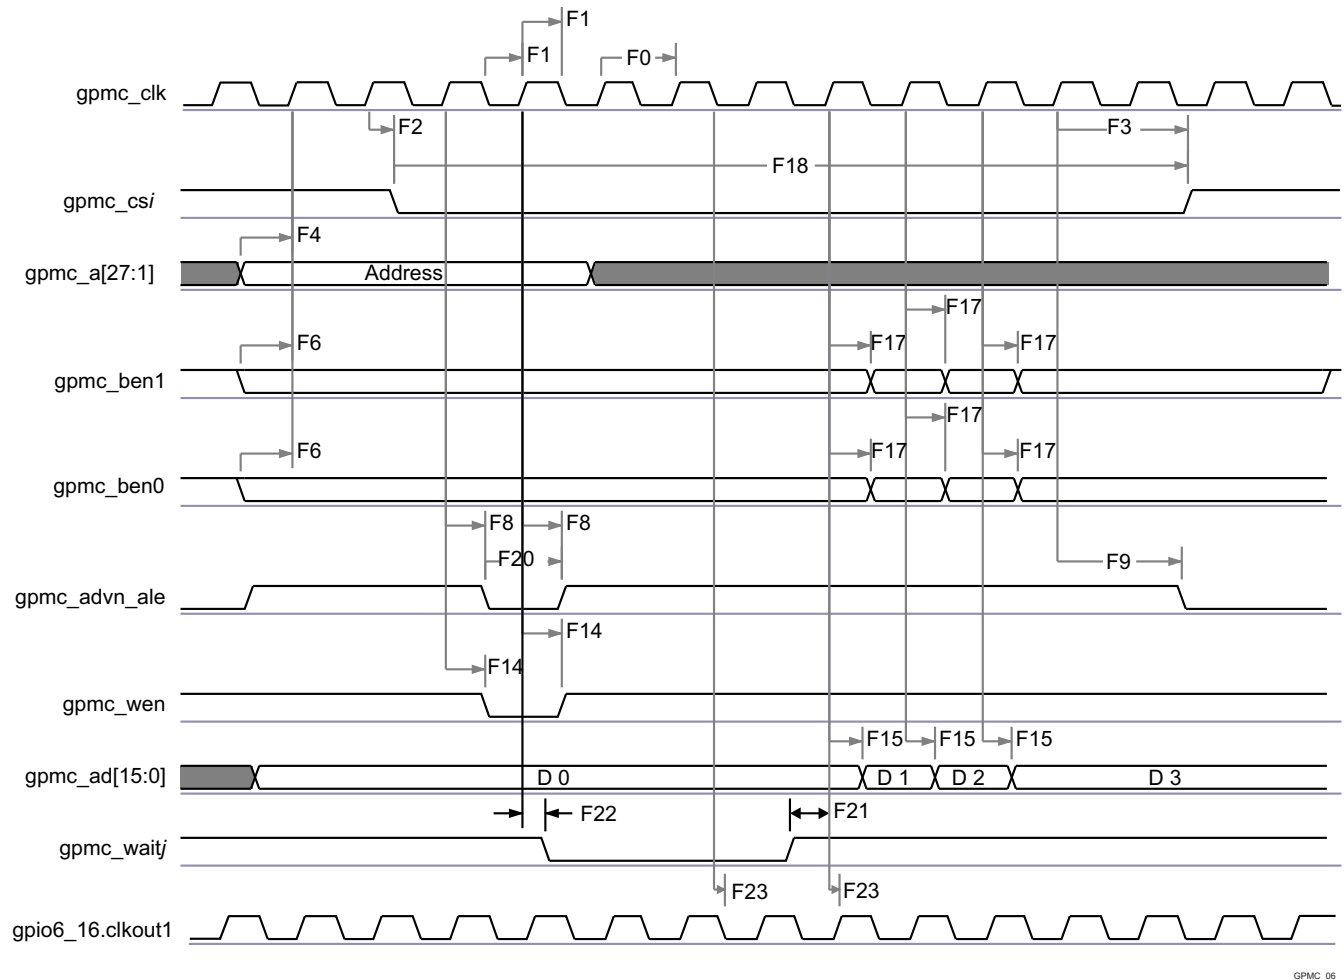 F1
F1
F0
gpmc_clk
F2
F3
F18
gpmc_csi
F4
gpmc_a[27:1]
Address
F17
F6
F17
F17
gpmc_ben1
F17
F6
F17
F17
gpmc_ben0
F8
F8
F20
F9
gpmc_advn_ale
F14
F14
gpmc_wen
F15
F15
F15
gpmc_ad[15:0]
D 0
D 1
D 2
D 3
F22
F21
gpmc_waitj
F23
F23
gpio6_16.clkout1
GPMC_06